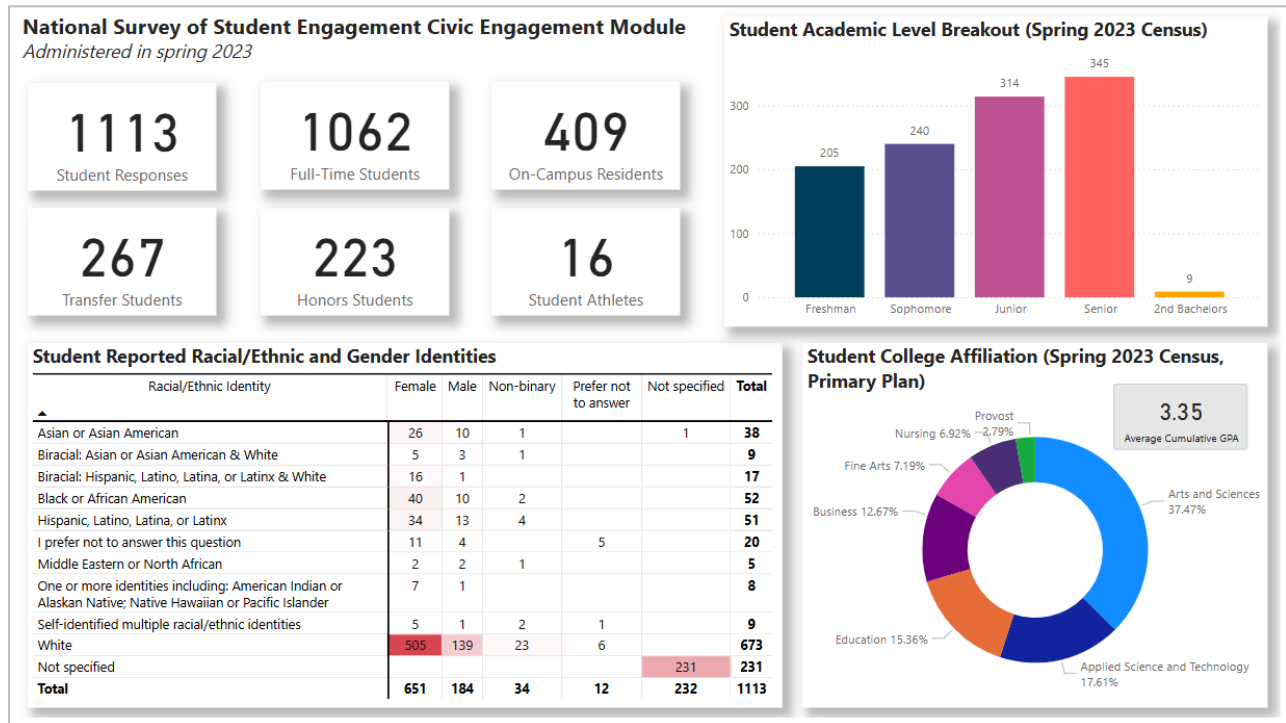 National Survey of Student Engagement Civic Engagement Module
Administered in spring 2023
1113
Student Responses
1062
Full-Time Students
409
On-Campus Residents
267
Transfer Students
223
Honors Students
16
Student Athletes
Student Academic Level Breakout (Spring 2023 Census)
300
200
100
0
205
240
314
345
9
Freshman Sophomore Junior Senior 2nd Bachelors
Student Reported Racial/Ethnic and Gender Identities
Racial/Ethnic Identity Female Male Non-binary Prefer not to answer Not specified Total
Asian or Asian American 26 10 1 1 38
Biracial: Asian or Asian American & White 5 3 1 9
Biracial: Hispanic, Latino, Latina, or Latinx & White 16 1 17
Black or African American 40 10 2 52
Hispanic, Latino, Latina, or Latinx 34 13 4 51
I prefer not to answer this question 11 4 5 20
Middle Eastern or North African 2 2 1 5
One or more identities including: American Indian or
Alaskan Native; Native Hawaiian or Pacific Islander 7 1 8
Self-identified multiple racial/ethnic identities 5 1 2 1 9
White 505 139 23 6 673
Not specified 231 231
Total 651 184 34 12 232 1113
Student College Affiliation (Spring 2023 Census,
Primary Plan)
3.35
Average Cumulative GPA
Provost
2.79%
Nursing 6.92%
Fine Arts 7.19%
Business 12.67%
Education 15.36%
Arts and Sciences
37.47%
Applied Science and Technology
17.61%